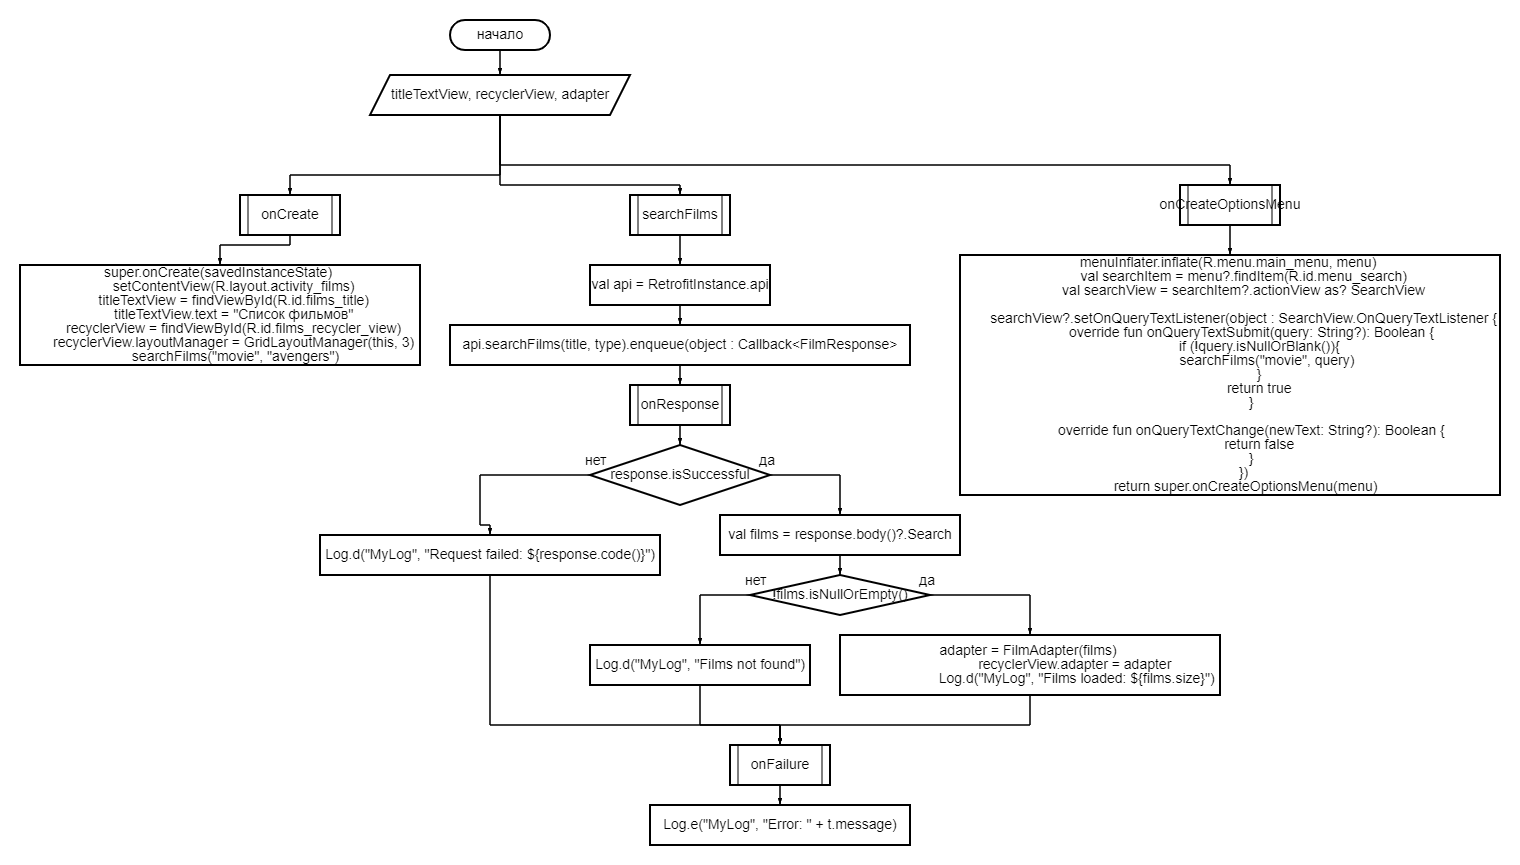 начало
titleTextView, recyclerView, adapter
onCreate
super.onCreate(savedInstanceState)
setContentView(R.layout.activity_films)
titleTextView = findViewById(R.id.films_title)
titleTextView.text = "Список фильмов"
recyclerView = findViewById(R.id.films_recycler_view)
recyclerView.layoutManager = GridLayoutManager(this, 3)
searchFilms("movie", "avengers")
searchFilms
val api = RetrofitInstance.api
api.searchFilms(title, type).enqueue(object : Callback<FilmResponse>
onResponse
нет
response.isSuccessful
да
Log.d("MyLog", "Request failed: ${response.code()}")
val films = response.body()?.Search
нет
!films.isNullOrEmpty()
да
Log.d("MyLog", "Films not found")
adapter = FilmAdapter(films)
recyclerView.adapter = adapter
Log.d("MyLog", "Films loaded: ${films.size}")
onFailure
Log.e("MyLog", "Error: " + t.message)
onCreateOptionsMenu
menuInflater.inflate(R.menu.main_menu, menu)
val searchItem = menu?.findItem(R.id.menu_search)
val searchView = searchItem?.actionView as? SearchView
searchView?.setOnQueryTextListener(object : SearchView.OnQueryTextListener {
override fun onQueryTextSubmit(query: String?): Boolean {
if (!query.isNullOrBlank()){
searchFilms("movie", query)
}
return true
}
override fun onQueryTextChange(newText: String?): Boolean {
return false
}
})
return super.onCreateOptionsMenu(menu)